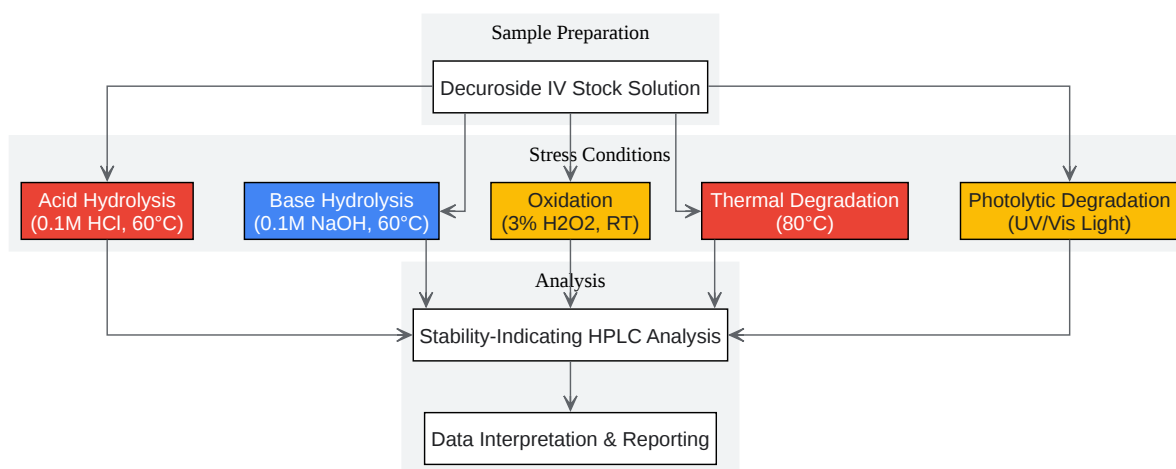 Sample Preparation
Decuroside IV Stock Solution
Stress Conditions
Acid Hydrolysis
(0.1M HCl, 60°C)
Base Hydrolysis
(0.1M NaOH, 60°C)
Oxidation
(3% H2O2, RT)
Thermal Degradation
(80°C)
Photolytic Degradation
(UV/Vis Light)
Analysis
Stability-Indicating HPLC Analysis
Data Interpretation & Reporting